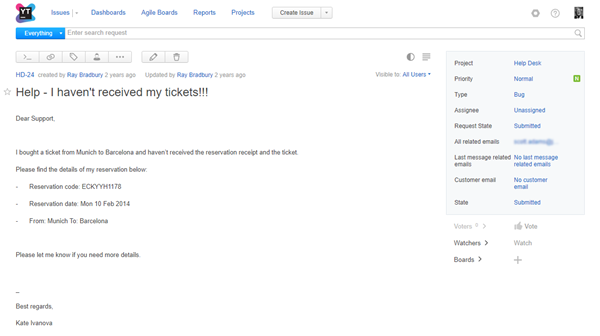 YT
Issues
Dashboards
Agile Boards
Reports
Projects
Create Issue
Everything
Enter search request
HD-24 created by Ray Bradbury 2 years ago Updated by Ray Bradbury 2 years ago
Visible to: All Users
Help - I haven't received my tickets!!!
Dear Support,
I bought a ticket from Munich to Barcelona and haven't received the reservation receipt and the ticket.
Please find the details of my reservation below:
- Reservation code: ECKYYH1178
- Reservation date: Mon 10 Feb 2014
- From: Munich To: Barcelona
Please let me know if you need more details.
--
Best regards,
Kate Ivanova
Project Help Desk
Priority Normal N
Type Bug
Assignee Unassigned
Request State Submitted
All related emails
Last message related No last message
emails related emails
Customer email No customer
email
State Submitted
Voters 0 Vote
Watchers Watch
Boards